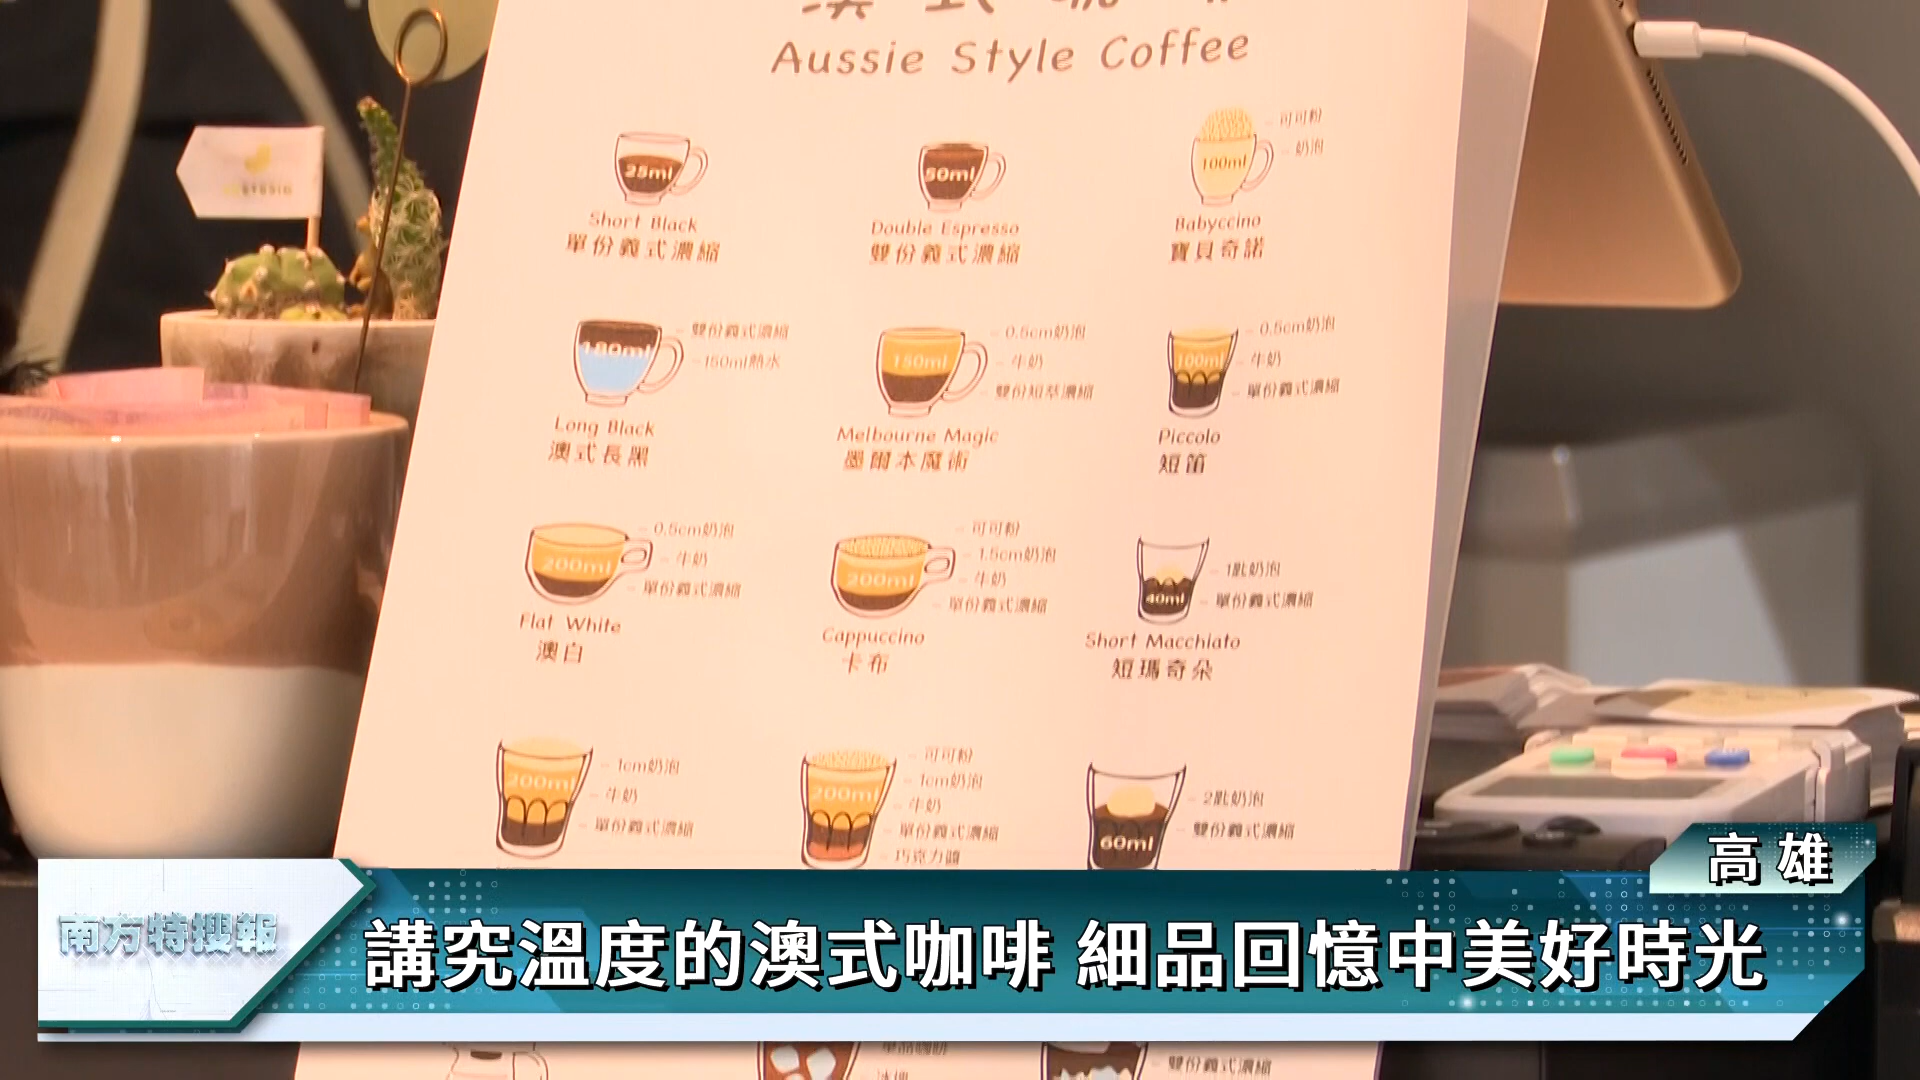 澳式咖啡
Aussie Style Coffee
25ml
Short Black
單份義式濃縮
50ml
Double Espresso
雙份義式濃縮
可可粉
奶泡
100ml
Babyccino
寶貝奇諾
雙份義式濃縮
150ml熱水
180ml
Long Black
澳式長黑
0.5cm奶泡
牛奶
雙份短萃濃縮
150ml
Melbourne Magic
墨爾本魔術
0.5cm奶泡
牛奶
單份義式濃縮
100ml
Piccolo
短笛
0.5cm奶泡
牛奶
單份義式濃縮
200ml
Flat White
澳白
可可粉
1.5cm奶泡
牛奶
單份義式濃縮
200ml
Cappuccino
卡布
1匙奶泡
單份義式濃縮
40ml
Short Macchiato
短瑪奇朵
1cm奶泡
牛奶
單份義式濃縮
200ml
可可粉
1cm奶泡
牛奶
單份義式濃縮
巧克力醬
200ml
2匙奶泡
雙份義式濃縮
60ml
高雄
南方特搜報
講究溫度的澳式咖啡 細品回憶中美好時光
雙份義式濃縮